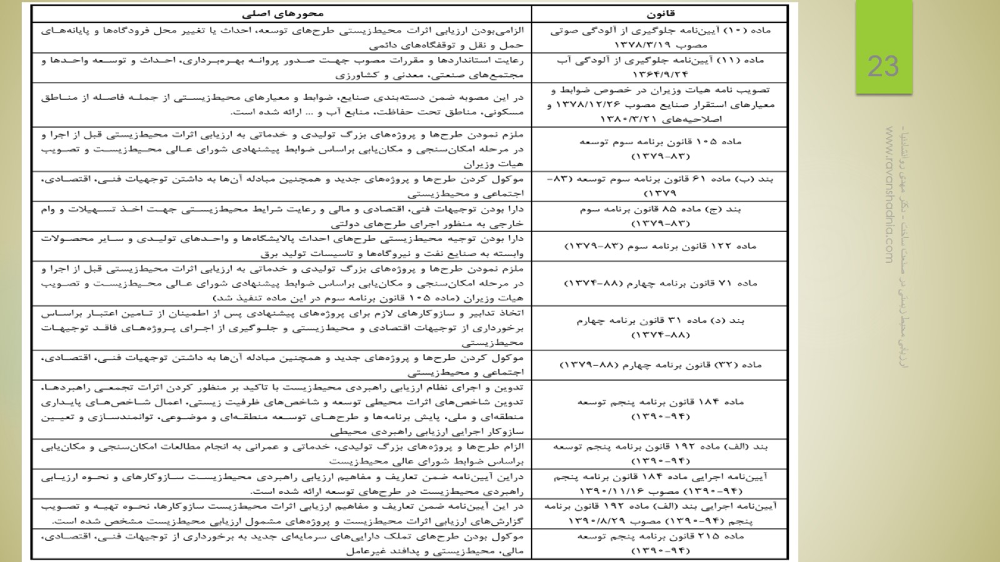 قانون
محورهای اصلی
ماده (۱۰) آیین‌نامه جلوگیری از آلودگی صوتی
مصوب ۱۳۷۸/۳/۱۹
الزامی‌بودن ارزیابی اثرات محیط‌زیستی طرح‌های توسعه، احداث یا تغییر محل فرودگاه‌ها و پایانه‌های
حمل و نقل و توقفگاه‌های دائمی
ماده (۱۱) آیین‌نامه جلوگیری از آلودگی آب
۱۳۶۴/۹/۲۴
رعایت استانداردها و مقررات مصوب جهت صدور پروانه بهره‌برداری، احداث و توسعه واحدها و
مجتمع‌های صنعتی، معدنی و کشاورزی
تصویب نامه هیات وزیران در خصوص ضوابط و
معیارهای استقرار صنایع مصوب ۱۳۷۸/۱۲/۲۶ و
اصلاحیه‌های ۱۳۸۰/۳/۲۱
در این مصوبه ضمن دسته‌بندی صنایع، ضوابط و معیارهای محیط‌زیستی از جمله فاصله از مناطق
مسکونی، مناطق تحت حفاظت، منابع آب و ... ارائه شده است.
ماده ۱۰۵ قانون برنامه سوم توسعه
(۱۳۷۹-۸۳)
ملزم نمودن طرح‌ها و پروژه‌های بزرگ تولیدی و خدماتی به ارزیابی اثرات محیط‌زیستی قبل از اجرا و
در مرحله امکان‌سنجی و مکان‌یابی براساس ضوابط پیشنهادی شورای عالی محیط‌زیست و تصویب
هیات وزیران
بند (ب) ماده ۶۱ قانون برنامه سوم توسعه (۸۳-
۱۳۷۹)
موکول کردن طرح‌ها و پروژه‌های جدید و همچنین مبادله آن‌ها به داشتن توجهیات فنی، اقتصادی،
اجتماعی و محیط‌زیستی
بند (ج) ماده ۸۵ قانون برنامه سوم
(۱۳۷۹-۸۳)
دارا بودن توجیهات فنی، اقتصادی و مالی و رعایت شرایط محیط‌زیستی جهت اخذ تسهیلات و وام
خارجی به منظور اجرای طرح‌های دولتی
ماده ۱۲۲ قانون برنامه سوم (۸۳-۱۳۷۹)
دارا بودن توجیه محیط‌زیستی طرح‌های احداث پالایشگاه‌ها و واحدهای تولیدی و سایر محصولات
وابسته به صنایع نفت و نیروگاه‌ها و تاسیسات تولید برق
ماده ۷۱ قانون برنامه چهارم (۸۸-۱۳۷۴)
ملزم نمودن طرح‌ها و پروژه‌های بزرگ تولیدی و خدماتی به ارزیابی اثرات محیط‌زیستی قبل از اجرا و
در مرحله امکان‌سنجی و مکان‌یابی براساس ضوابط پیشنهادی شورای عالی محیط‌زیست و تصویب
هیات وزیران (ماده ۱۰۵ قانون برنامه سوم در این ماده تنفیذ شد)
بند (د) ماده ۳۱ قانون برنامه چهارم
(۱۳۷۴-۸۸)
اتخاذ تدابیر و سازوکارهای لازم برای پروژه‌های پیشنهادی پس از اطمینان از تامین اعتبار براساس
برخورداری از توجیهات اقتصادی و محیط‌زیستی و جلوگیری از اجرای پروژه‌های فاقد توجیهات
محیط‌زیستی
ماده (۳۲) قانون برنامه چهارم (۸۸-۱۳۷۹)
موکول کردن طرح‌ها و پروژه‌های جدید و همچنین مبادله آن‌ها به داشتن توجهیات فنی، اقتصادی،
اجتماعی و محیط‌زیستی
ماده ۱۸۴ قانون برنامه پنجم توسعه
(۱۳۹۰-۹۴)
تدوین و اجرای نظام ارزیابی راهبردی محیط‌زیست با تاکید بر منظور کردن اثرات تجمعی راهبردها،
تدوین شاخص‌های اثرات محیطی توسعه و شاخص‌های ظرفیت زیستی، اعمال شاخص‌های پایداری
منطقه‌ای و ملی، پایش برنامه‌ها و طرح‌های توسعه منطقه‌ای و موضوعی، توانمندسازی و تعیین
سازوکار اجرایی ارزیابی راهبردی محیطی
بند (الف) ماده ۱۹۲ قانون برنامه پنجم توسعه
(۱۳۹۰-۹۴)
الزام طرح‌ها و پروژه‌های بزرگ تولیدی، خدماتی و عمرانی به انجام مطالعات امکان‌سنجی و مکان‌یابی
براساس ضوابط شورای عالی محیط‌زیست
آیین‌نامه اجرایی ماده ۱۸۴ قانون برنامه پنجم
(۱۳۹۰-۹۴) مصوب ۱۳۹۰/۱۱/۱۶
دراین آیین‌نامه ضمن تعاریف و مفاهیم ارزیابی راهبردی محیط‌زیست سازوکارهای و نحوه ارزیابی
راهبردی محیط‌زیست در طرح‌های توسعه ارائه شده است.
آیین‌نامه اجرایی بند (الف) ماده ۱۹۲ قانون برنامه
پنجم (۹۴-۱۳۹۰) مصوب ۱۳۹۰/۸/۲۹
در این آیین‌نامه ضمن تعاریف و مفاهیم ارزیابی اثرات محیط‌زیست سازوکارها، نحوه تهیه و تصویب
گزارش‌های ارزیابی اثرات محیط‌زیست و پروژه‌های مشمول ارزیابی محیط‌زیست مشخص شده است.
ماده ۲۱۵ قانون برنامه پنجم توسعه
(۱۳۹۰-۹۴)
موکول بودن طرح‌های تملک دارایی‌های سرمایه‌ای جدید به برخورداری از توجیهات فنی، اقتصادی،
مالی، محیط‌زیستی و پدافند غیرعامل
23
ارزیابی محیط زیستی در صنعت ساخت - دکتر مهدی روانشادنیا -
www.ravanshadnia.com